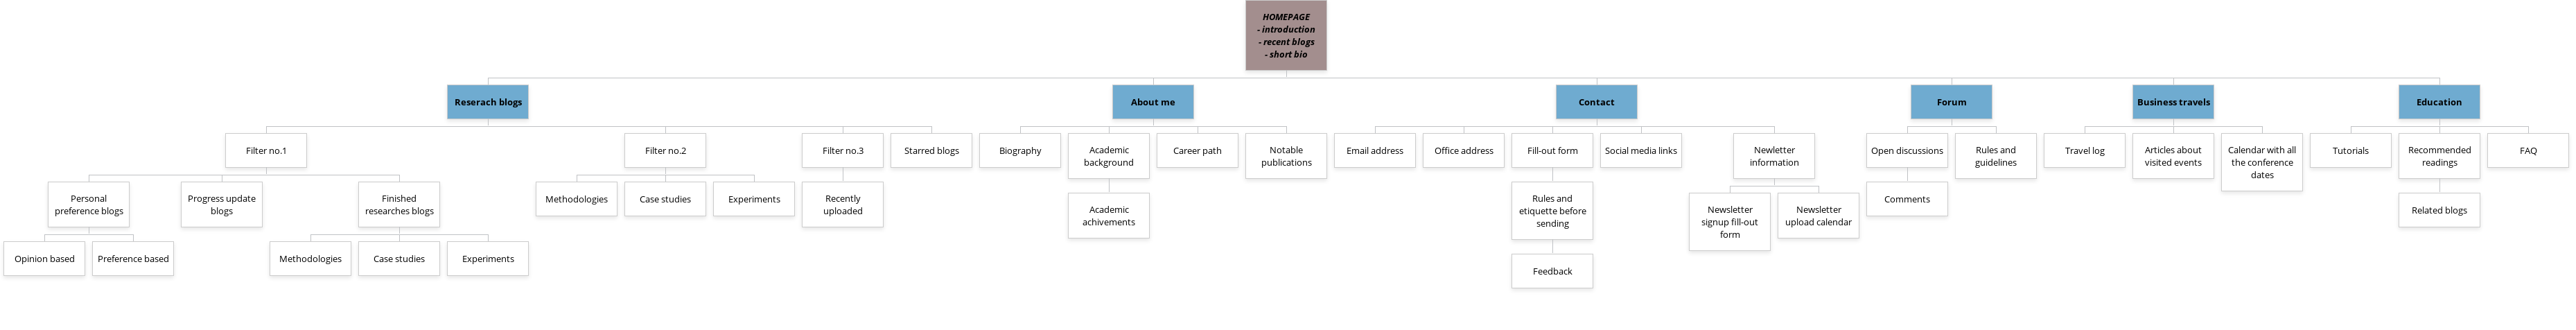 HOMEPAGE
- introduction
- recent blogs
- short bio
Reserach blogs
About me
Contact
Forum
Business travels
Education
Filter no.1
Filter no.2
Filter no.3
Starred blogs
Biography
Academic
background
Career path
Notable
publications
Email address
Office address
Fill-out form
Social media links
Newletter
information
Open discussions
Rules and
guidelines
Travel log
Articles about
visited events
Calendar with all
the conference
dates
Tutorials
Recommended
readings
FAQ
Personal
preference blogs
Progress update
blogs
Finished
researches blogs
Methodologies
Case studies
Experiments
Recently
uploaded
Academic
achivements
Rules and
etiquette before
sending
Newsletter
signup fill-out
form
Newsletter
upload calendar
Comments
Related blogs
Opinion based
Preference based
Methodologies
Case studies
Experiments
Feedback